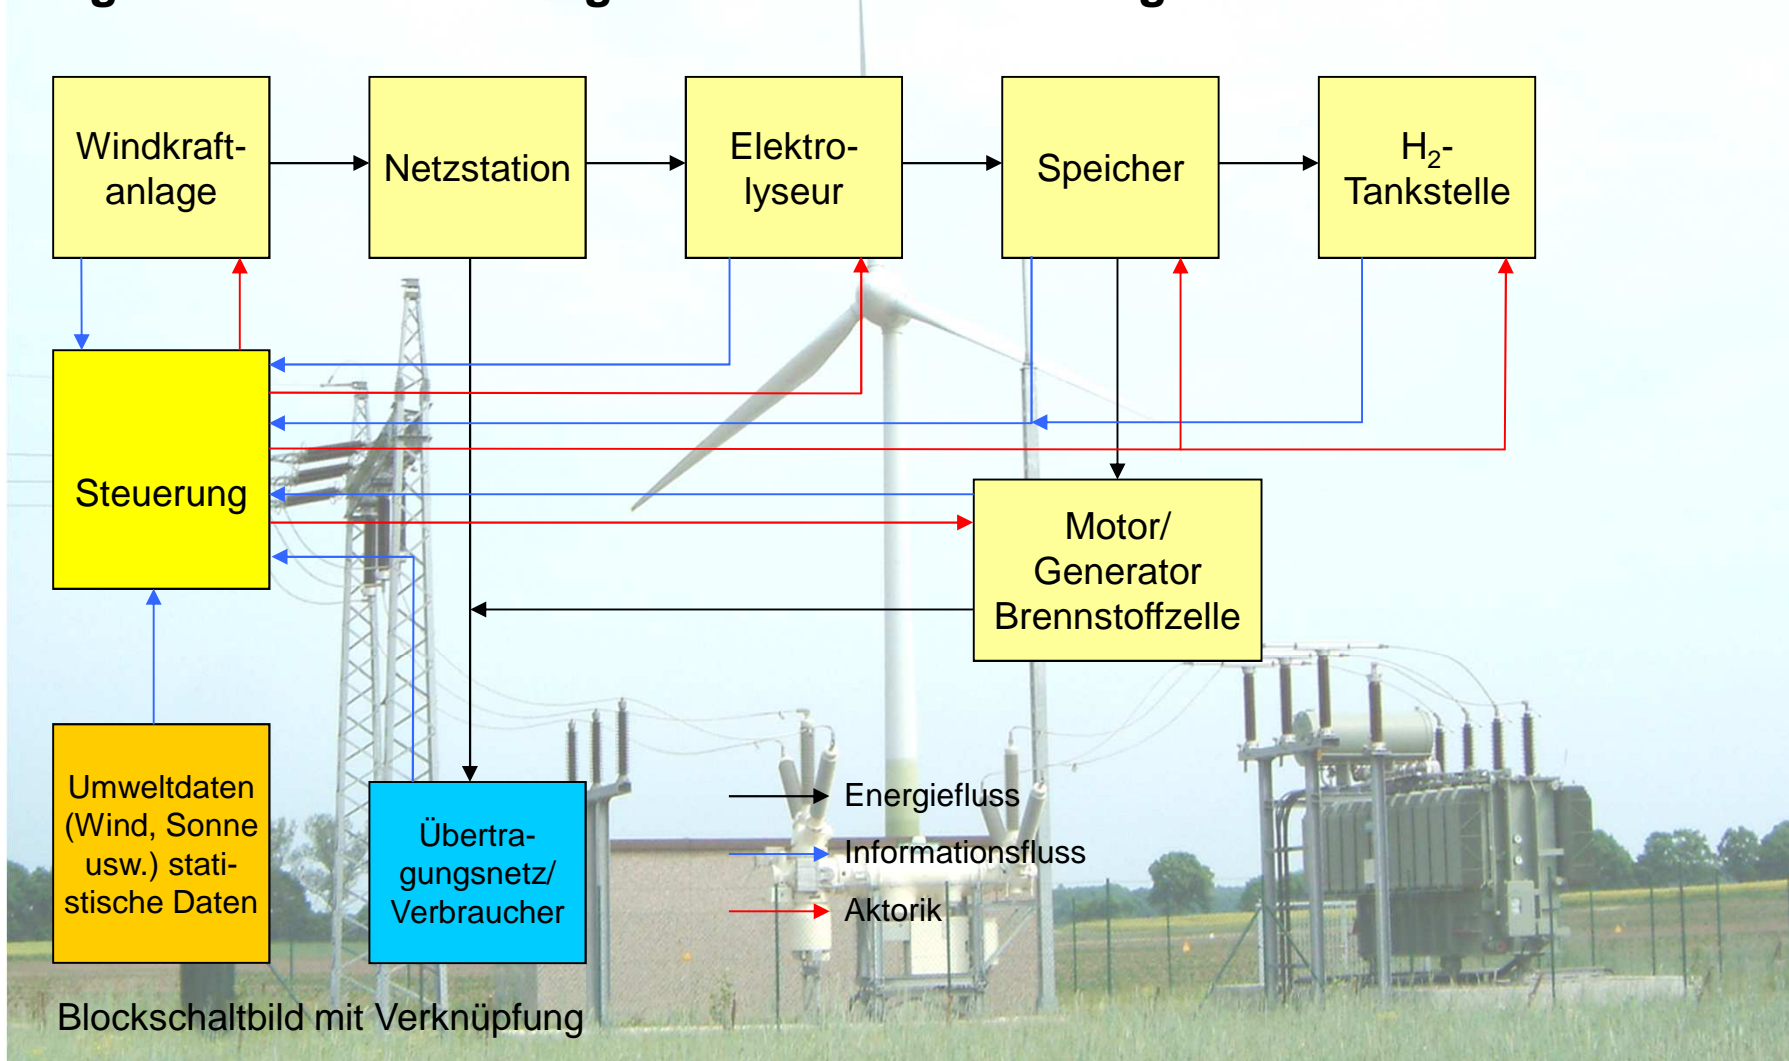 Windkraft-
anlage
Netzstation
Elektro-
lyseur
Speicher
H₂-
Tankstelle
Steuerung
Motor/
Generator
Brennstoffzelle
Umweltdaten
(Wind, Sonne
usw.) stati-
stische Daten
Übertra-
gungsnetz/
Verbraucher
Energiefluss
Informationsfluss
Aktorik
Blockschaltbild mit Verknüpfung